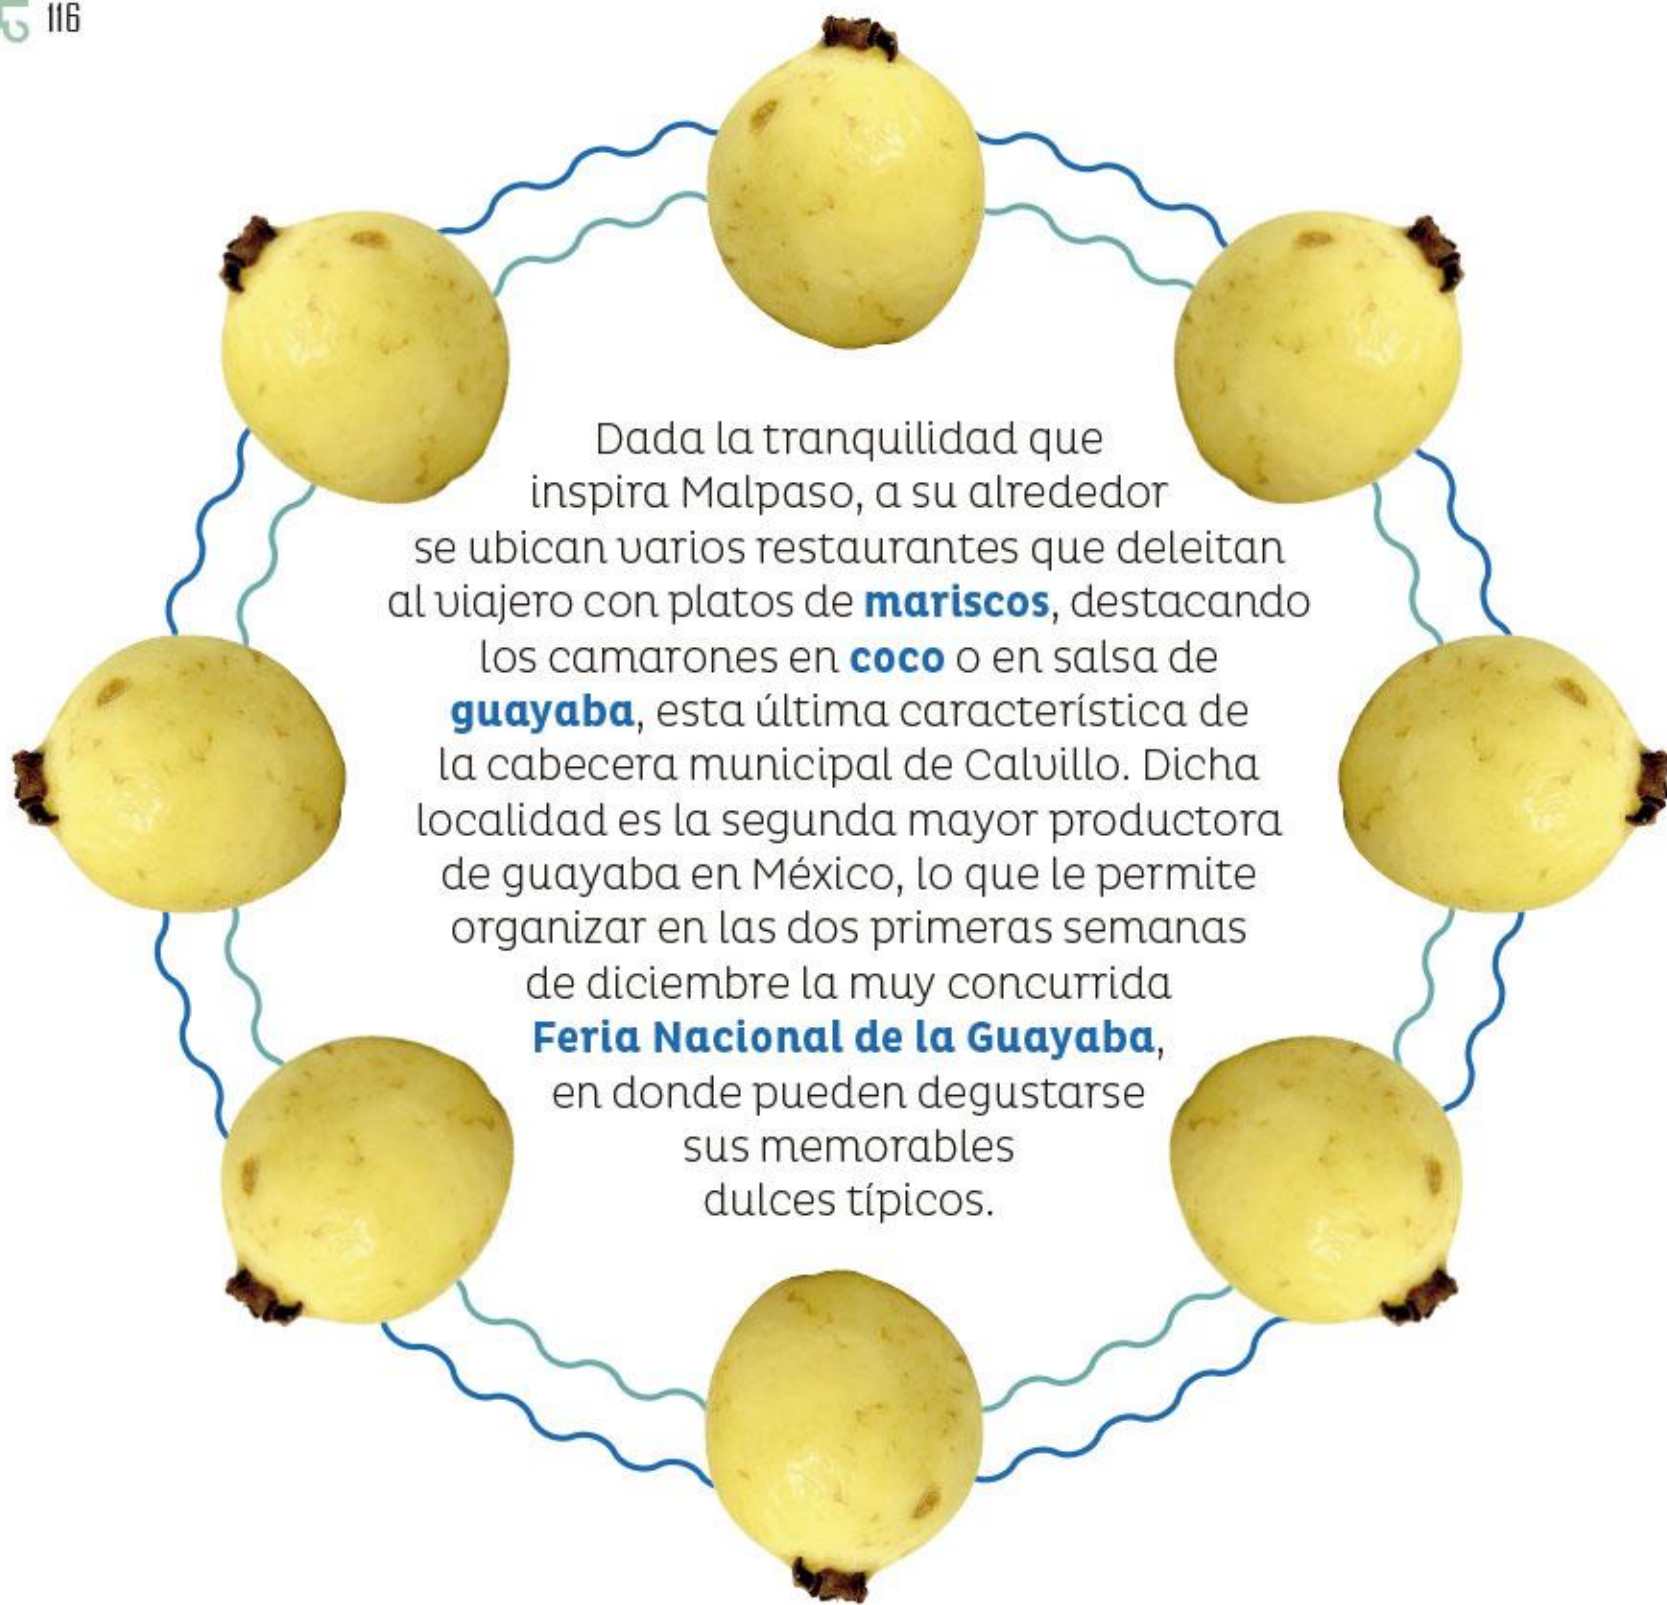 116
Dada la tranquilidad que
inspira Malpaso, a su alrededor
se ubican varios restaurantes que deleitan
al viajero con platos de mariscos, destacando
los camarones en coco o en salsa de
guayaba, esta última característica de
la cabecera municipal de Calvillo. Dicha
localidad es la segunda mayor productora
de guayaba en México, lo que le permite
organizar en las dos primeras semanas
de diciembre la muy concurrida
Feria Nacional de la Guayaba,
en donde pueden degustarse
sus memorables
dulces típicos.